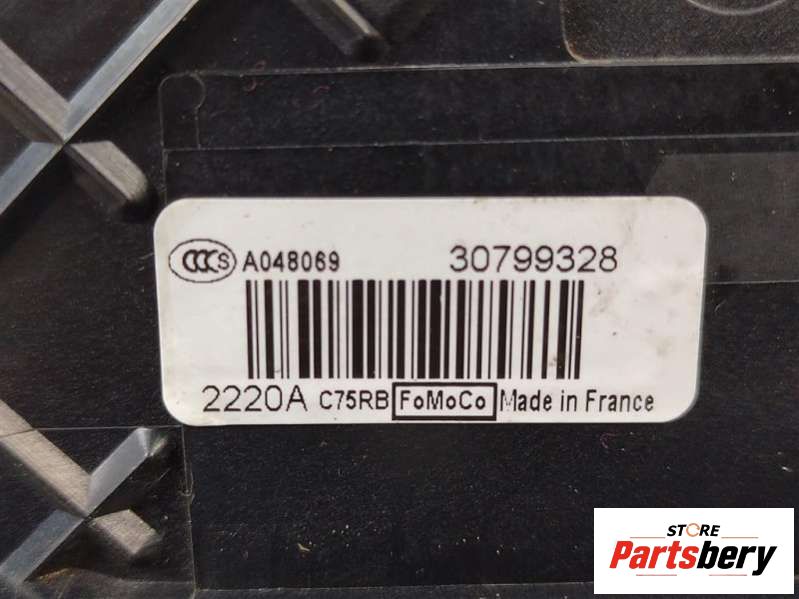 CCC S A048069 30799328
2220A C75RB FoMoCo Made in France
STORE
Partsbery